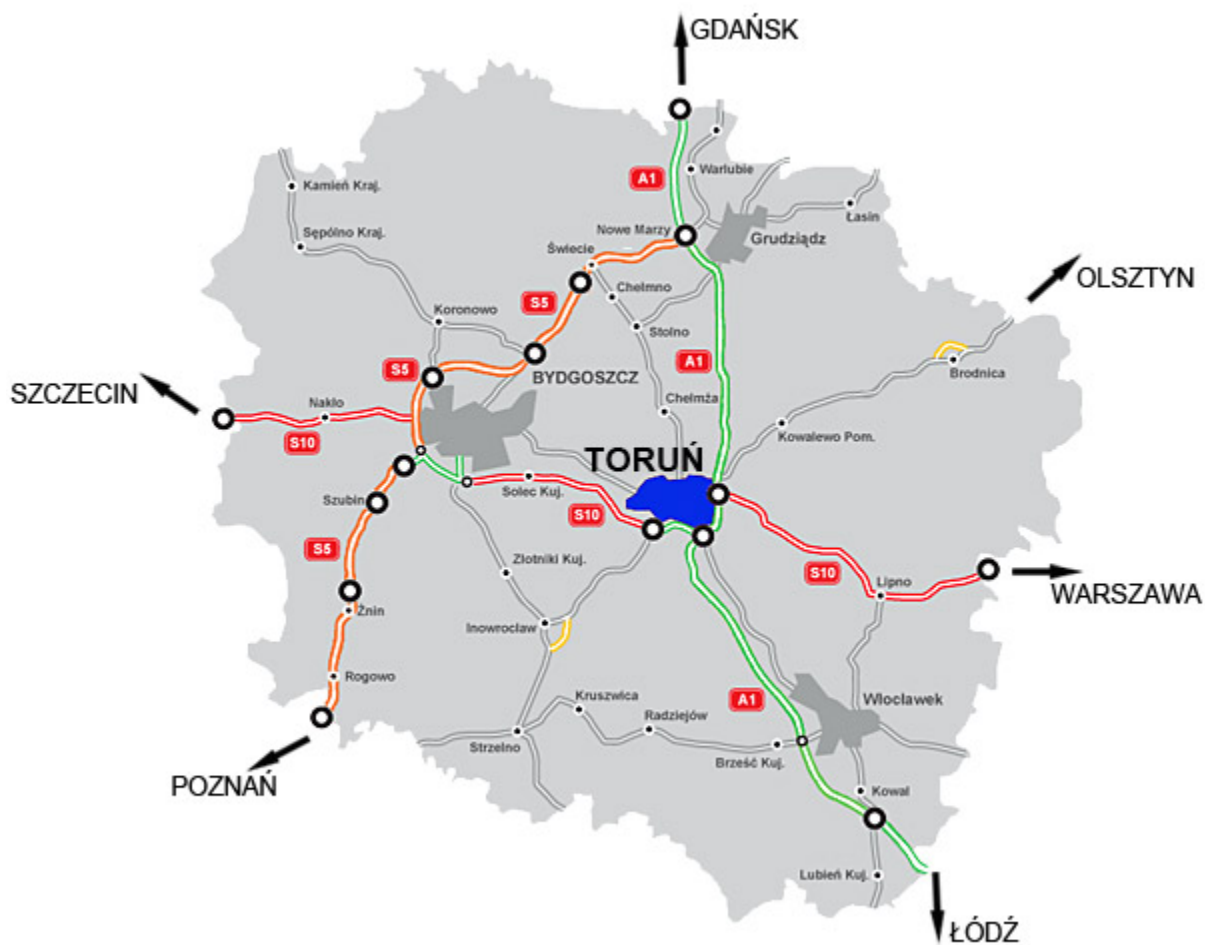 GDAŃSK
A1
Warlubie
Kamień Kraj.
Łasin
Nowe Marzy
Grudziądz
Sępólno Kraj.
Świecie
OLSZTYN
Chełmno
S5
Koronowo
Stolno
A1
Brodnica
S5
BYDGOSZCZ
SZCZECIN
Nakło
Chełmża
Kowalewo Pom.
S10
TORUŃ
Szubin
Solec Kuj.
S10
S5
Złotniki Kuj.
S10
Lipno
WARSZAWA
Żnin
Inowrocław
Rogowo
Kruszwica
A1
Włocławek
Radziejów
Strzelno
Brześć Kuj.
POZNAŃ
Kowal
Lubień Kuj.
ŁÓDŹ